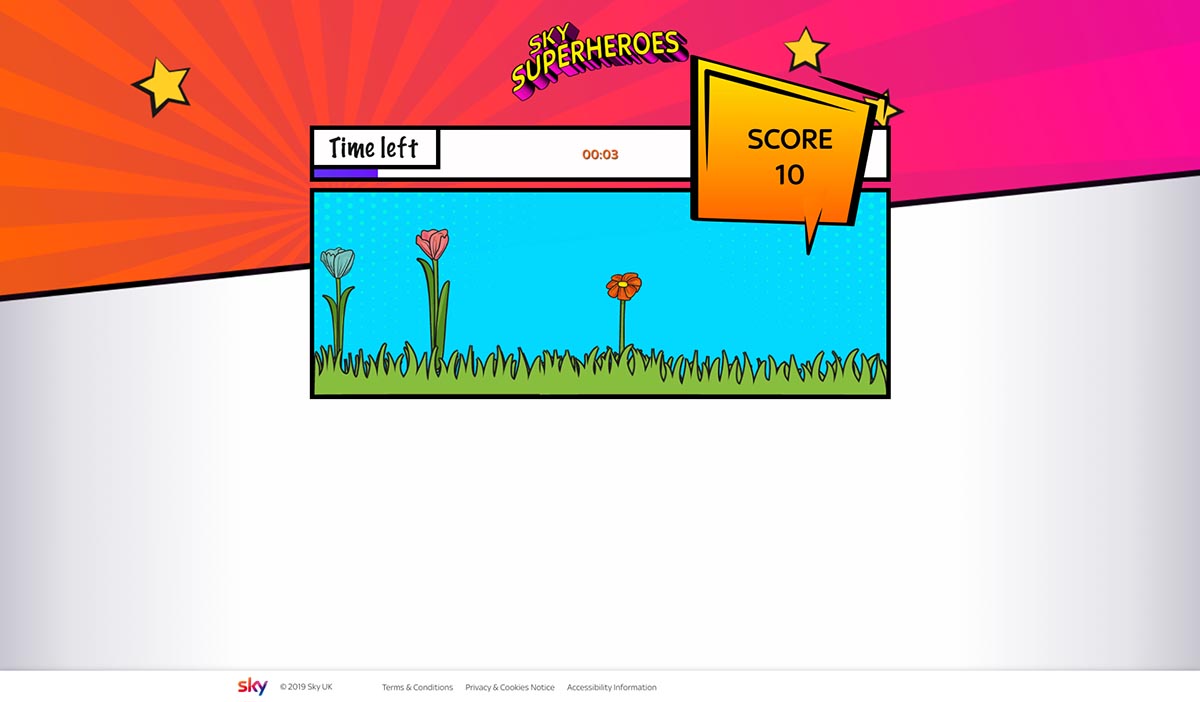 SKY
SUPERHEROES
Time left
00:03
SCORE
10
sky
© 2019 Sky UK
Terms & Conditions
Privacy & Cookies Notice
Accessibility Information